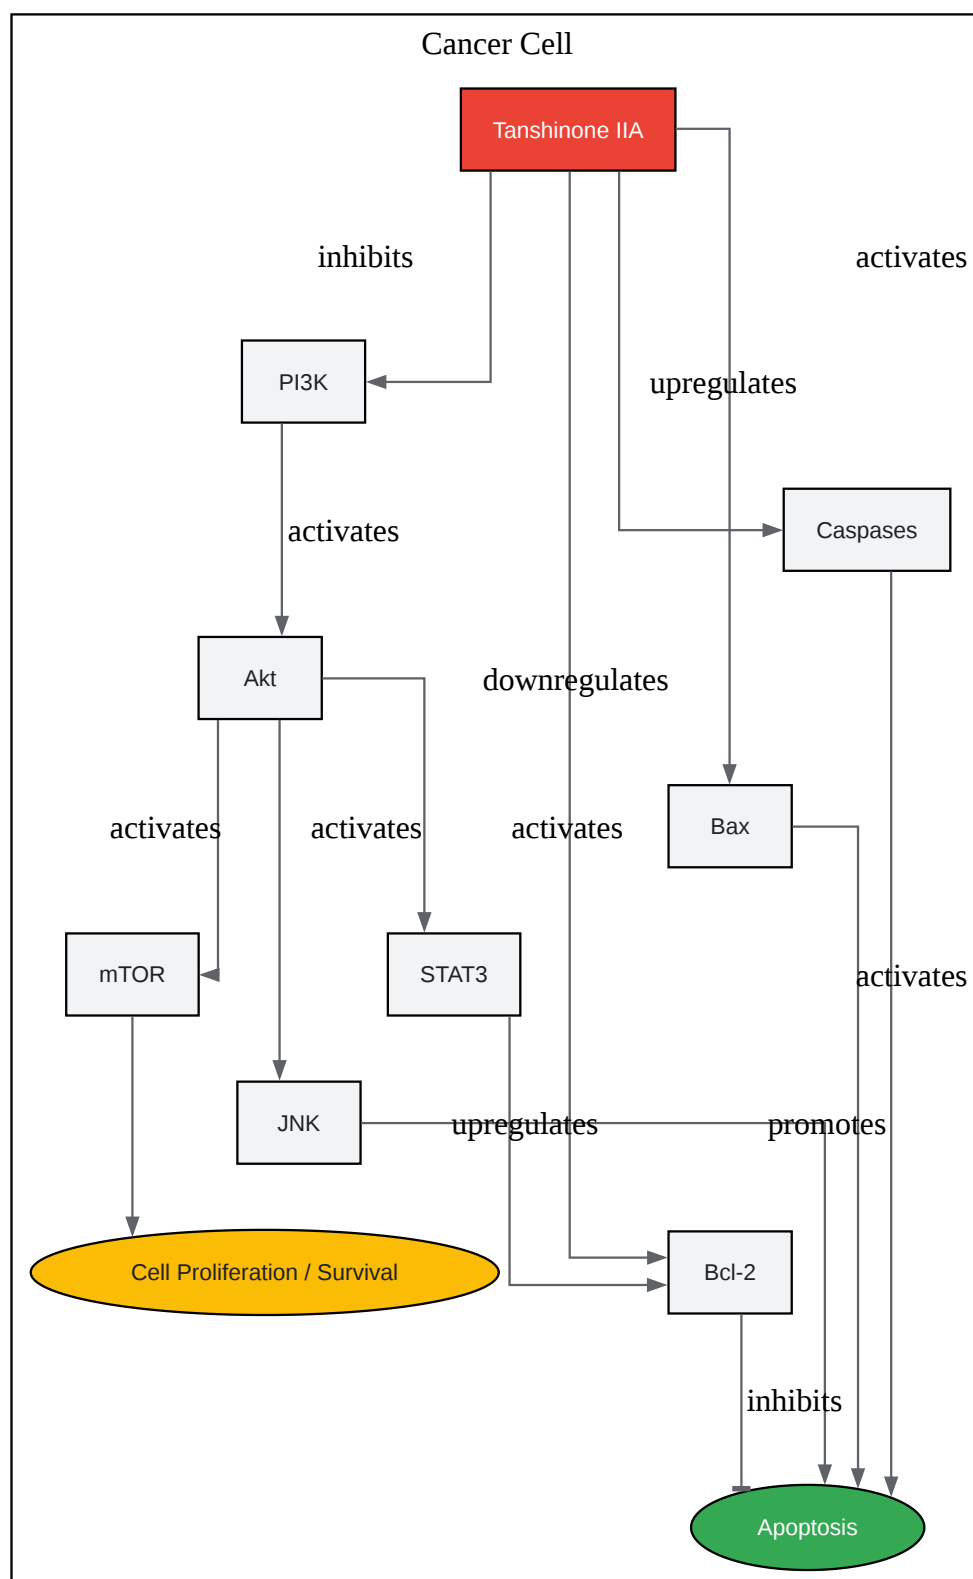 Cancer Cell
Tanshinone IIA
inhibits
activates
PI3K
upregulates
activates
Caspases
Akt
downregulates
activates
activates
activates
Bax
mTOR
STAT3
activates
JNK
upregulates
promotes
Cell Proliferation / Survival
Bcl-2
inhibits
Apoptosis